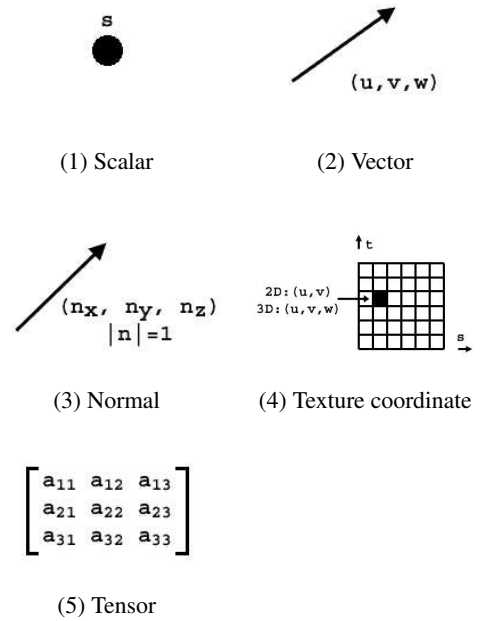 s
(u,v,w)
(1) Scalar
(2) Vector
(nx, ny, nz)
|n|=1
t
2D:(u,v)
3D:(u,v,w)
s
(3) Normal
(4) Texture coordinate
a11 a12 a13
a21 a22 a23
a31 a32 a33
(5) Tensor